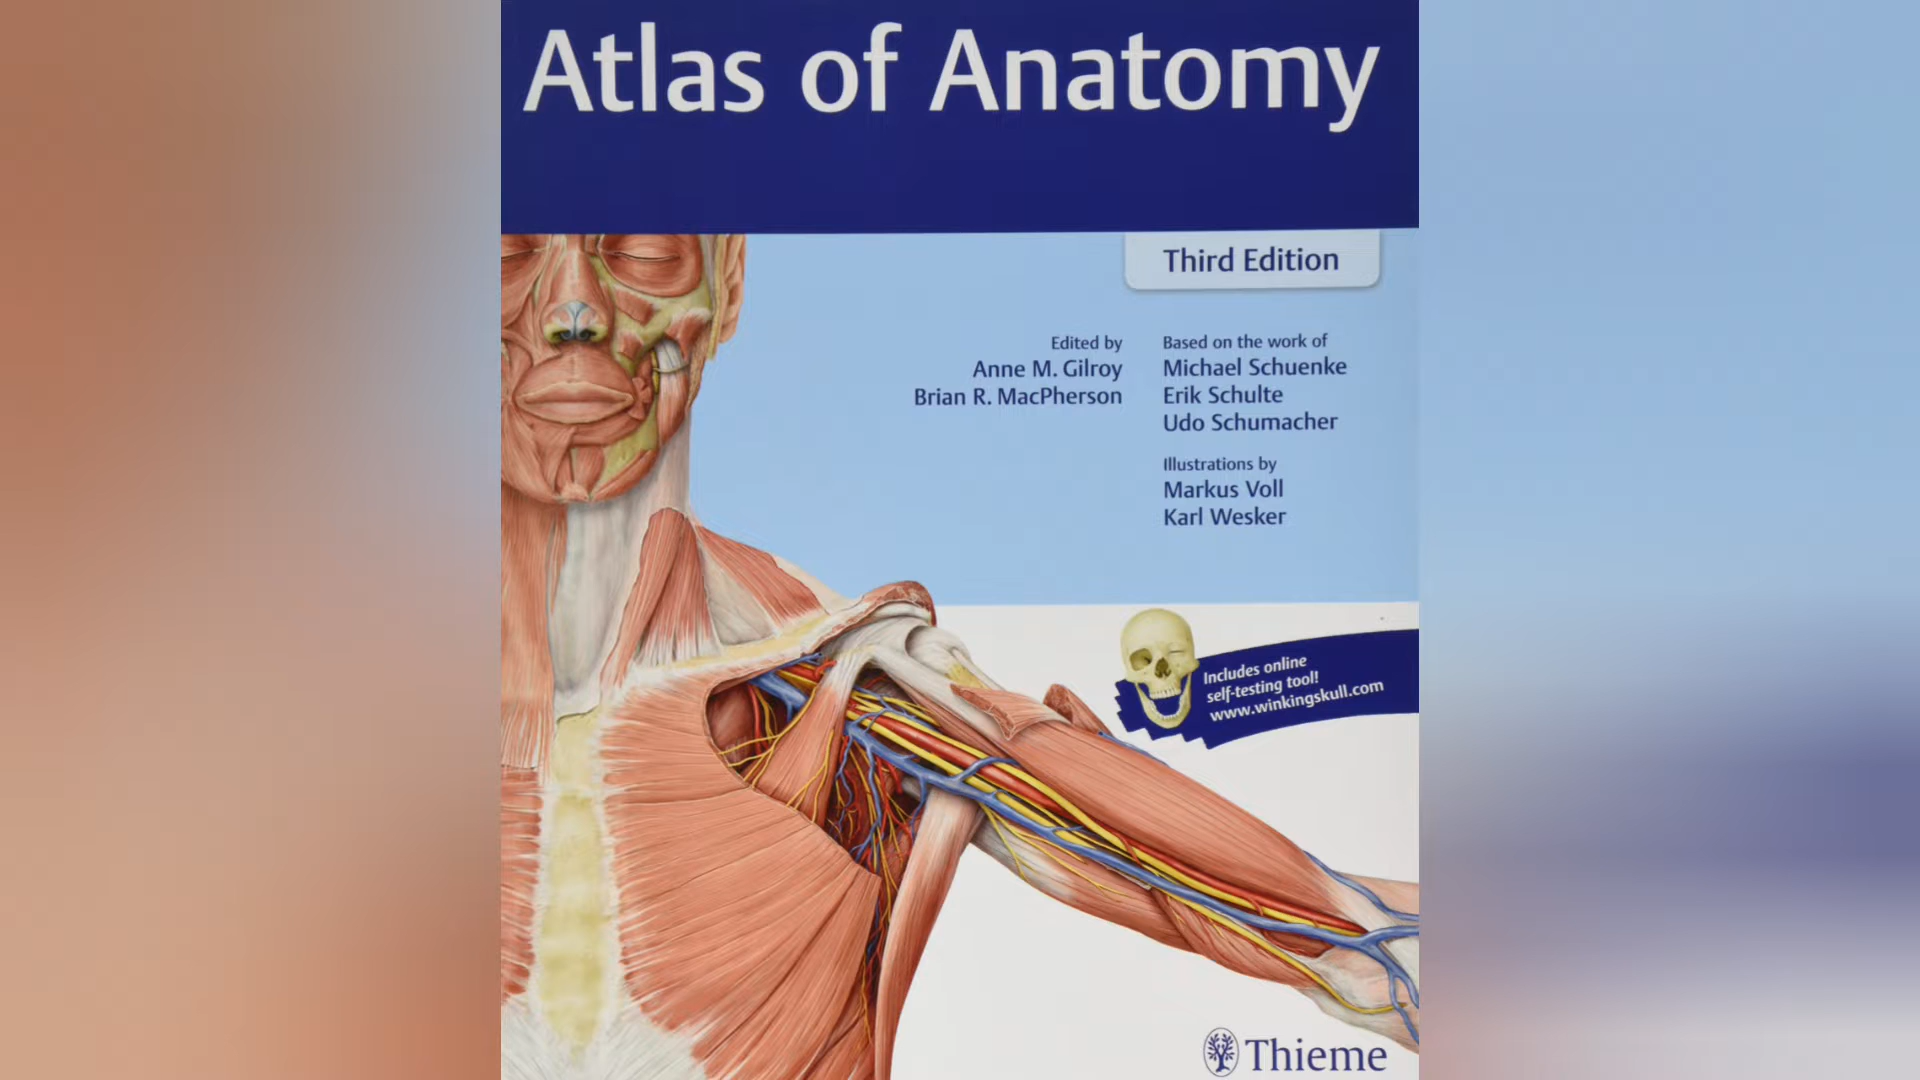 Atlas of Anatomy
Third Edition
Edited by
Anne M. Gilroy
Brian R. MacPherson
Based on the work of
Michael Schuenke
Erik Schulte
Udo Schumacher
Illustrations by
Markus Voll
Karl Wesker
Includes online
self-testing tool!
www.winkingskull.com
Thieme